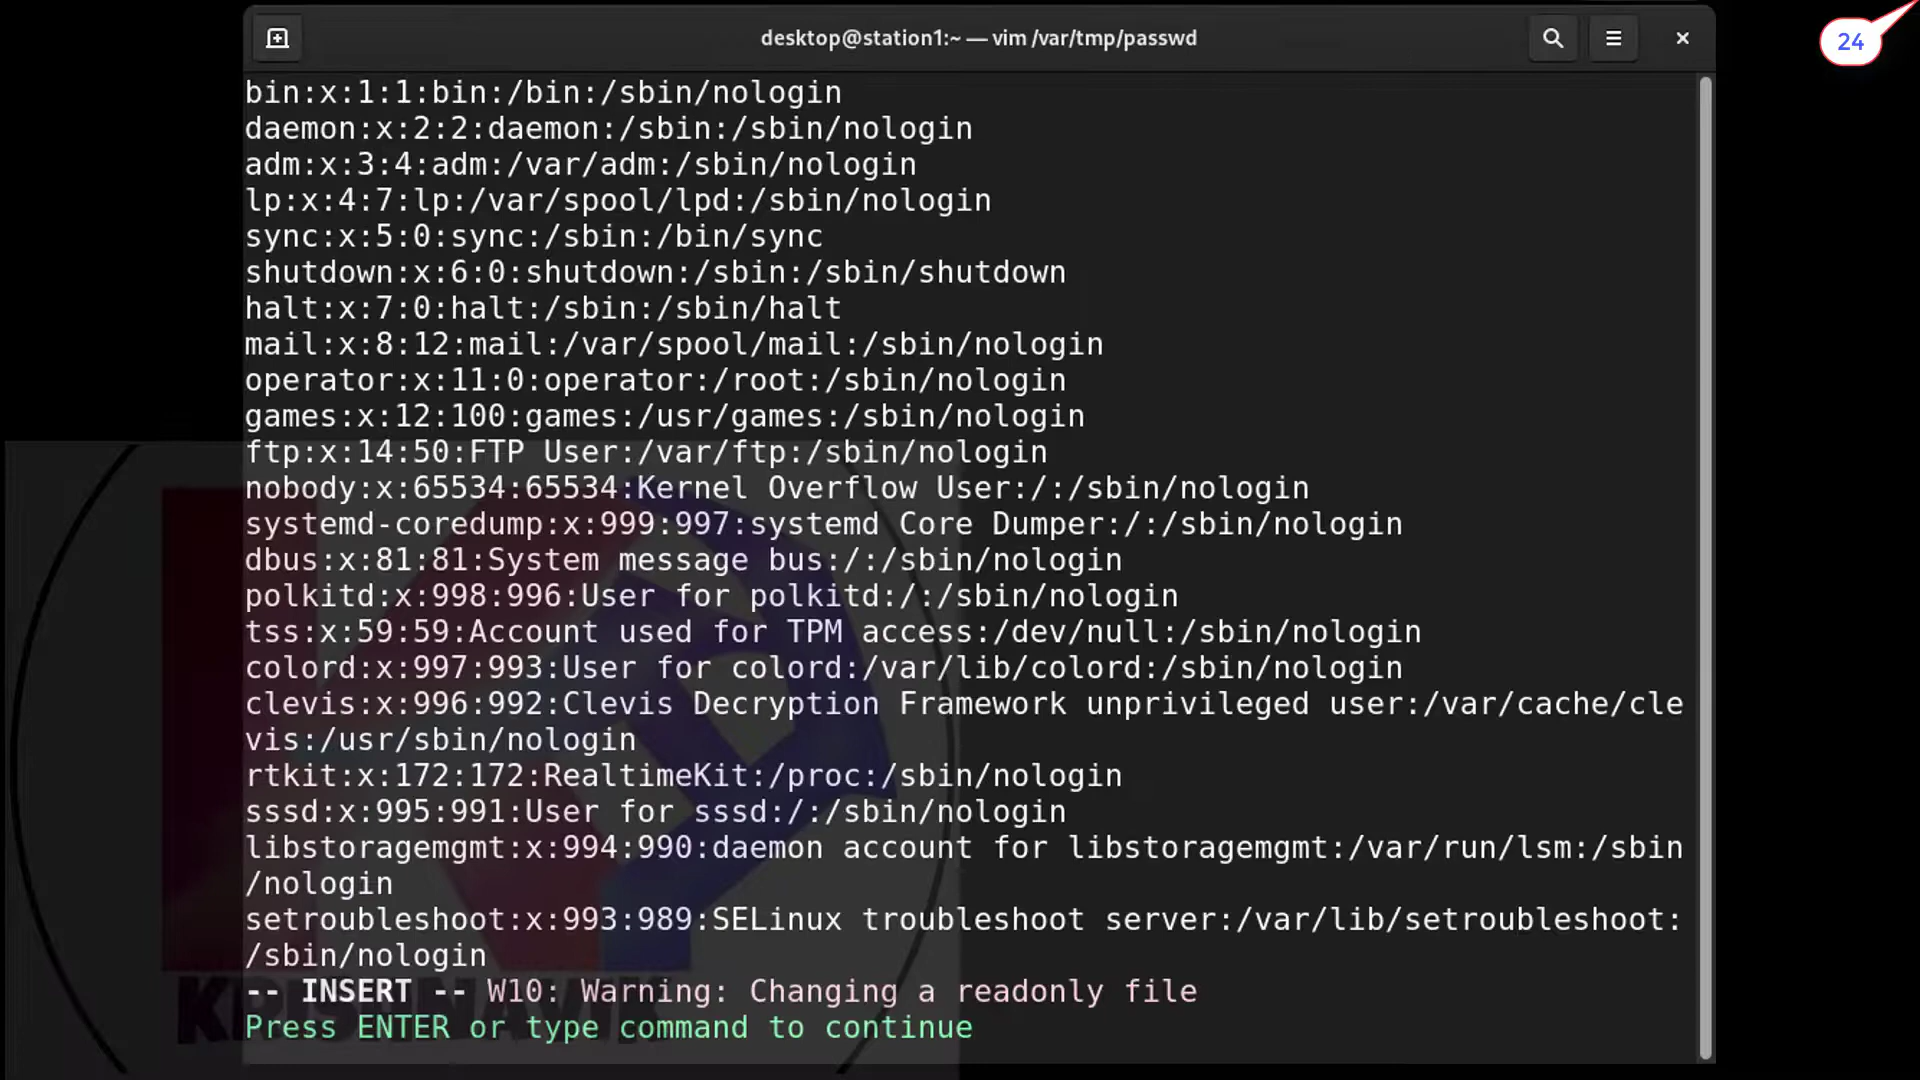 desktop@station1:~ — vim /var/tmp/passwd
24
bin:x:1:1:bin:/bin:/sbin/nologin
daemon:x:2:2:daemon:/sbin:/sbin/nologin
adm:x:3:4:adm:/var/adm:/sbin/nologin
lp:x:4:7:lp:/var/spool/lpd:/sbin/nologin
sync:x:5:0:sync:/sbin:/bin/sync
shutdown:x:6:0:shutdown:/sbin:/sbin/shutdown
halt:x:7:0:halt:/sbin:/sbin/halt
mail:x:8:12:mail:/var/spool/mail:/sbin/nologin
operator:x:11:0:operator:/root:/sbin/nologin
games:x:12:100:games:/usr/games:/sbin/nologin
ftp:x:14:50:FTP User:/var/ftp:/sbin/nologin
nobody:x:65534:65534:Kernel Overflow User:/:/sbin/nologin
systemd-coredump:x:999:997:systemd Core Dumper:/:/sbin/nologin
dbus:x:81:81:System message bus:/:/sbin/nologin
polkitd:x:998:996:User for polkitd:/:/sbin/nologin
tss:x:59:59:Account used for TPM access:/dev/null:/sbin/nologin
colord:x:997:993:User for colord:/var/lib/colord:/sbin/nologin
clevis:x:996:992:Clevis Decryption Framework unprivileged user:/var/cache/cle
vis:/usr/sbin/nologin
rtkit:x:172:172:RealtimeKit:/proc:/sbin/nologin
sssd:x:995:991:User for sssd:/:/sbin/nologin
libstoragemgmt:x:994:990:daemon account for libstoragemgmt:/var/run/lsm:/sbin
/nologin
setroubleshoot:x:993:989:SELinux troubleshoot server:/var/lib/setroubleshoot:
/sbin/nologin
-- INSERT -- W10: Warning: Changing a readonly file
Press ENTER or type command to continue